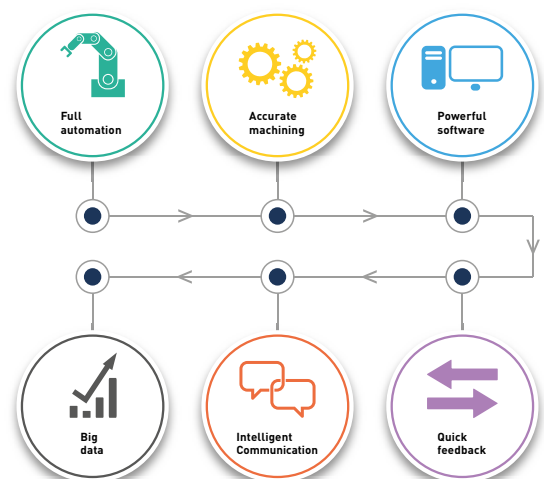 Full
automation
Accurate
machining
Powerful
software
Big
data
Intelligent
Communication
Quick
feedback